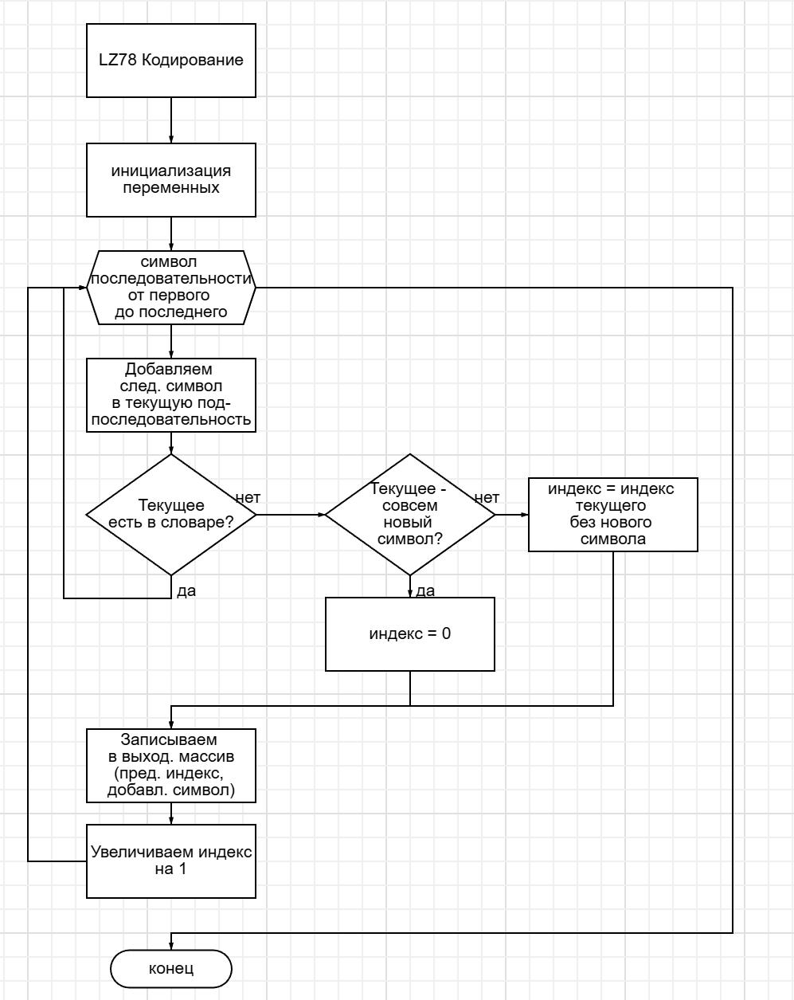 LZ78 Кодирование
инициализация
переменных
символ
последовательности
от первого
до последнего
Добавляем
след. символ
в текущую под-
последовательность
Текущее
есть в словаре?
нет
да
Текущее -
совсем
новый
символ?
нет
да
индекс = индекс
текущего
без нового
символа
индекс = 0
Записываем
в выход. массив
(пред. индекс,
добавл. символ)
Увеличиваем индекс
на 1
конец